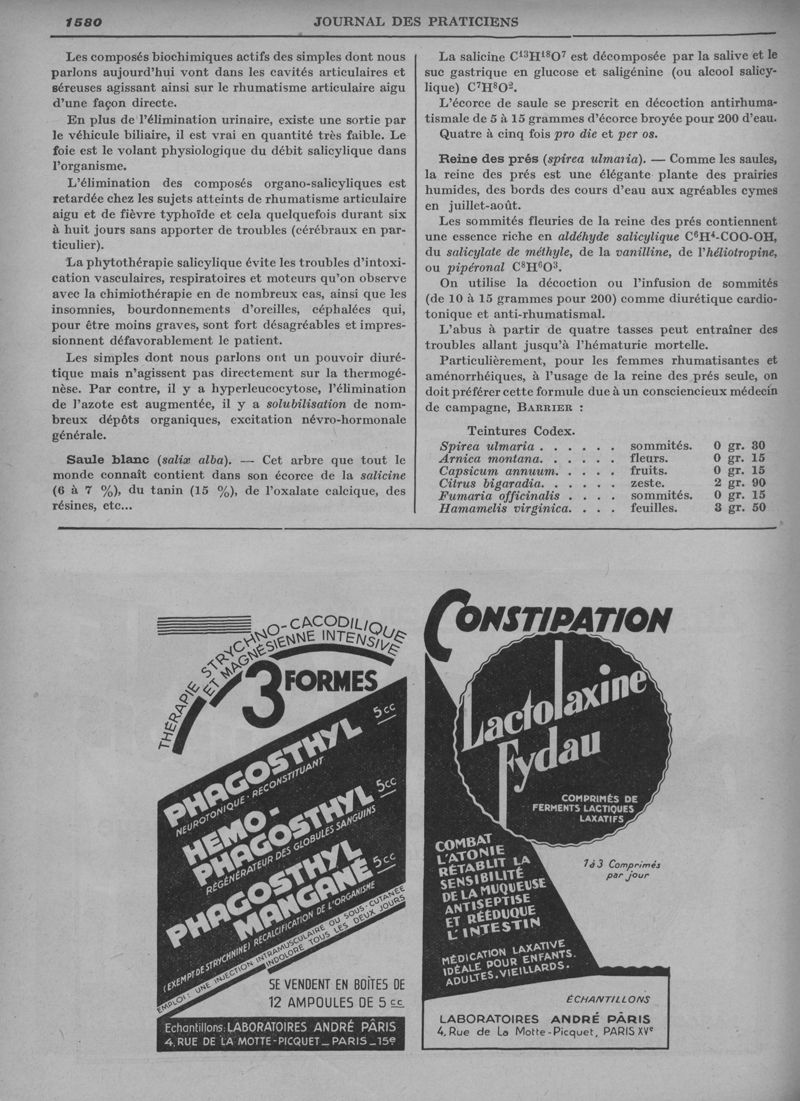 1580
JOURNAL DES PRATICIENS
Les composés biochimiques actifs des simples dont nous
parlons aujourd'hui vont dans les cavités articulaires et
séreuses agissant ainsi sur le rhumatisme articulaire aigu
d'une façon directe.
En plus de l'élimination urinaire, existe une sortie par
le véhicule biliaire, il est vrai en quantité très faible. Le
foie est le volant physiologique du débit salicylique dans
l'organisme.
L'élimination des composés organo-salicyliques est
retardée chez les sujets atteints de rhumatisme articulaire
aigu et de fièvre typhoïde et cela quelquefois durant six
à huit jours sans apporter de troubles (cérébraux en par-
ticulier).
La phytothérapie salicylique évite les troubles d'intoxi-
cation vasculaires, respiratoires et moteurs qu'on observe
avec la chimiothérapie en de nombreux cas, ainsi que les
insomnies, bourdonnements d'oreilles, céphalées qui,
pour être moins graves, sont fort désagréables et impres-
sionnent défavorablement le patient.
Les simples dont nous parlons ont un pouvoir diuré-
tique mais n'agissent pas directement sur la thermogé-
nèse. Par contre, il y a hyperleucocytose, l'élimination
de l'azote est augmentée, il y a solubilisation de nom-
breux dépôts organiques, excitation névro-hormonale
générale.
Saule blanc (salix alba). — Cet arbre que tout le
monde connaît contient dans son écorce de la salicine
(6 à 7 %), du tanin (15 %), de l'oxalate calcique, des
résines, etc...
La salicine C¹³H¹⁸O⁷ est décomposée par la salive et le
suc gastrique en glucose et saligénine (ou alcool salicy-
lique) C⁷H⁸O².
L'écorce de saule se prescrit en décoction antirhuma-
tismale de 5 à 15 grammes d'écorce broyée pour 200 d'eau.
Quatre à cinq fois pro die et per os.
Reine des prés (spirea ulmaria). — Comme les saules,
la reine des prés est une élégante plante des prairies
humides, des bords des cours d'eau aux agréables cymes
en juillet-août.
Les sommités fleuries de la reine des prés contiennent
une essence riche en aldéhyde salicylique C⁶H⁴-COO-OH,
du salicylate de méthyle, de la vanilline, de l'héliotropine,
ou pipéronal C⁸H⁶O³.
On utilise la décoction ou l'infusion de sommités
(de 10 à 15 grammes pour 200) comme diurétique cardio-
tonique et anti-rhumatismal.
L'abus à partir de quatre tasses peut entraîner des
troubles allant jusqu'à l'hématurie mortelle.
Particulièrement, pour les femmes rhumatisantes et
aménorrhéiques, à l'usage de la reine des prés seule, on
doit préférer cette formule due à un consciencieux médecin
de campagne, BARRIER :
Teintures Codex.
Spirea ulmaria . . . . . . sommités. 0 gr. 30
Arnica montana. . . . . . fleurs. 0 gr. 15
Capsicum annuum. . . . . fruits. 0 gr. 15
Citrus bigaradia. . . . . . zeste. 2 gr. 90
Fumaria officinalis . . . . sommités. 0 gr. 15
Hamamelis virginica. . . . feuilles. 3 gr. 50
THÉRAPIE STRYCHNO-CACODILIQUE
ET MAGNÉSIENNE INTENSIVE
3 FORMES
PHAGOSTHYL 5cc
NEUROTONIQUE-RECONSTITUANT
HEMO-
PHAGOSTHYL 5cc
RÉGÉNÉRATEUR DES GLOBULES SANGUINS
PHAGOSTHYL
MANGANÉ 5cc
(EXEMPT DE STRYCHNINE) RECALCIFICATION DE L'ORGANISME
EMPLOI: UNE INJECTION INTRAMUSCULAIRE OU SOUS-CUTANÉE
INDOLORE TOUS LES DEUX JOURS
SE VENDENT EN BOÎTES DE
12 AMPOULES DE 5 cc.
Echantillons: LABORATOIRES ANDRÉ PÂRIS
4, RUE DE LA MOTTE-PICQUET_PARIS_15e
CONSTIPATION
Lactolaxine
Fydau
COMPRIMÉS DE
FERMENTS LACTIQUES
LAXATIFS
COMBAT
L'ATONIE
RÉTABLIT LA
SENSIBILITÉ
DE LA MUQUEUSE
ANTISEPTISE
ET RÉÉDUQUE
L'INTESTIN
1 à 3 Comprimés
par jour
MÉDICATION LAXATIVE
IDÉALE POUR ENFANTS.
ADULTES, VIEILLARDS.
ÉCHANTILLONS
LABORATOIRES ANDRÉ PÂRIS
4, Rue de La Motte-Picquet, PARIS XVe